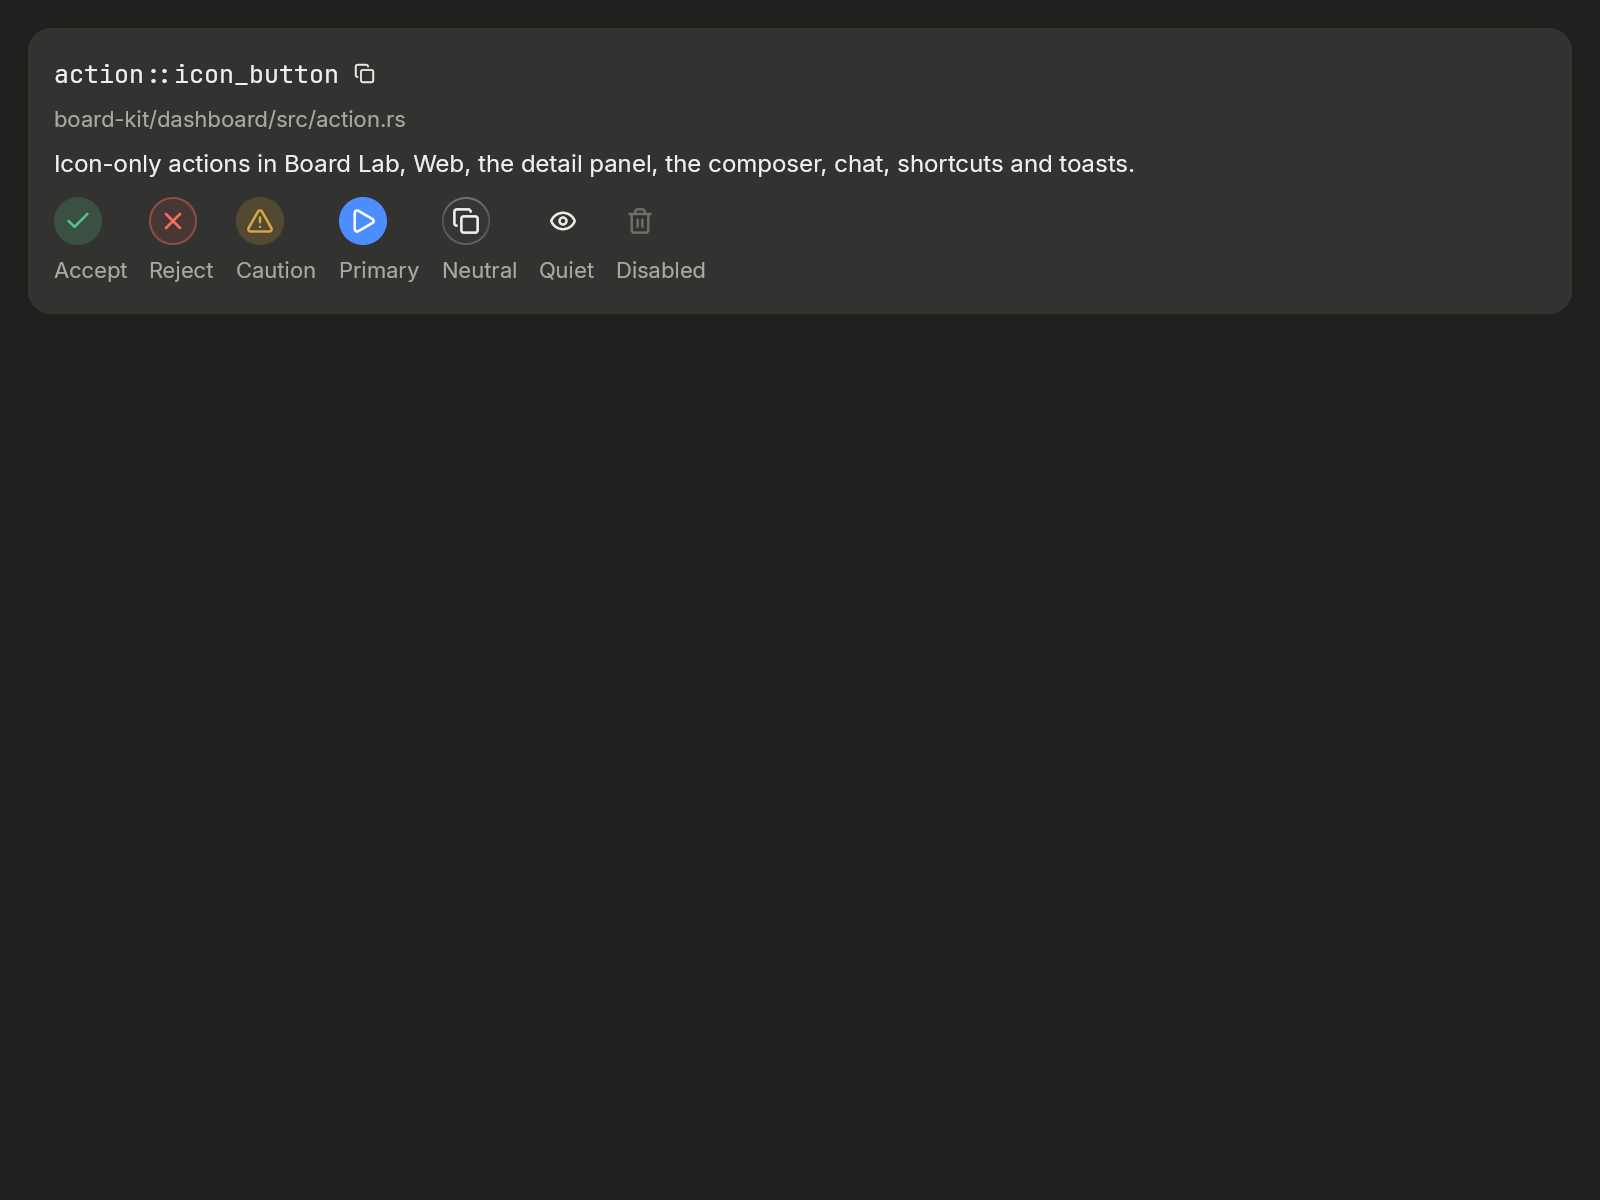 action::icon_button
board-kit/dashboard/src/action.rs
Icon-only actions in Board Lab, Web, the detail panel, the composer, chat, shortcuts and toasts.
Accept Reject Caution Primary Neutral Quiet Disabled